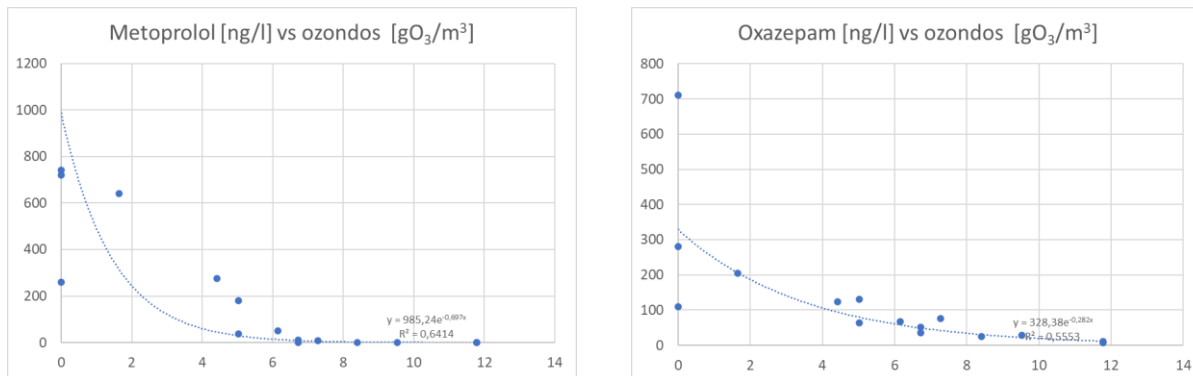 Metoprolol [ng/l] vs ozondos [gO₃/m³]
1200
1000
800
600
400
200
0
0 2 4 6 8 10 12 14
y = 985,24e⁻⁰,⁶⁹⁷ˣ
R² = 0,6414
Oxazepam [ng/l] vs ozondos [gO₃/m³]
800
700
600
500
400
300
200
100
0
0 2 4 6 8 10 12 14
y = 328,38e⁻⁰,²⁸²ˣ
R² = 0,5553